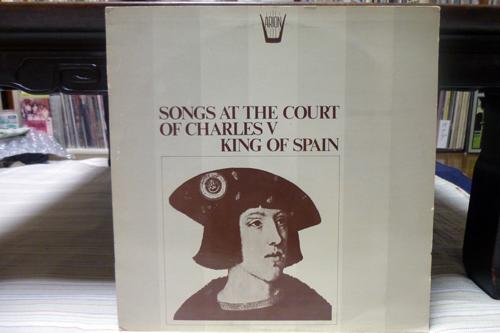 ARION
SONGS AT THE COURT
OF CHARLES V
KING OF SPAIN